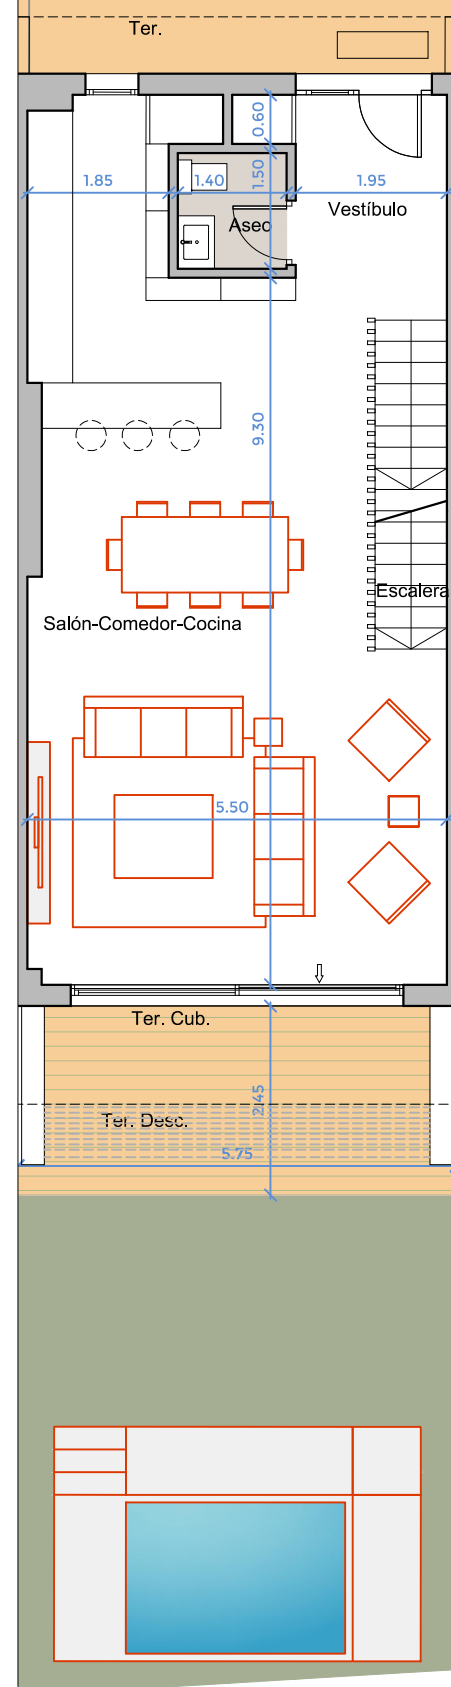 Ter.
0.60
1.85
1.40
1.50
1.95
Vestíbulo
Aseo
9.30
Escalera
Salón-Comedor-Cocina
5.50
Ter. Cub.
2.45
Ter. Desc.
5.75